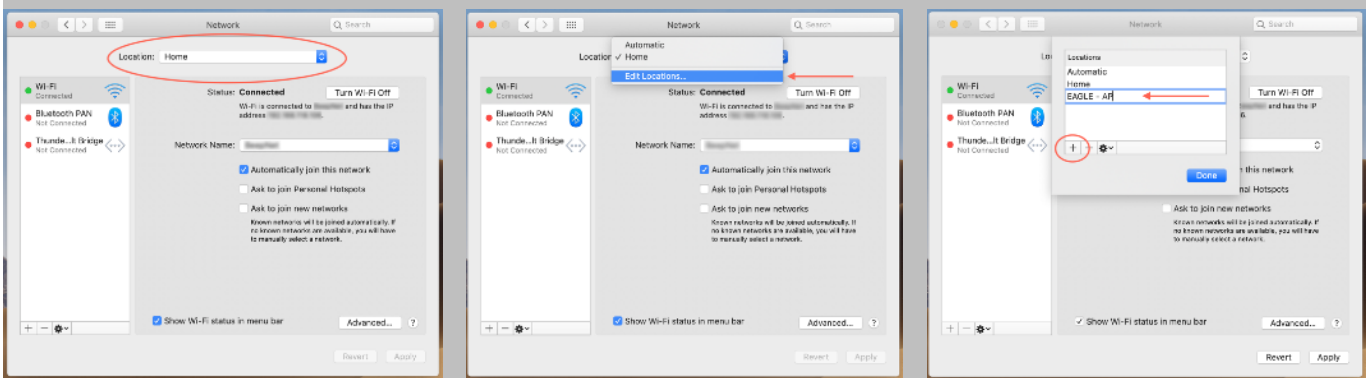 Network
Search
Location: Home
Wi-Fi
Connected
Bluetooth PAN
Not Connected
Thunde...lt Bridge
Not Connected
Status: Connected
Turn Wi-Fi Off
Wi-Fi is connected to and has the IP
address
Network Name:
Automatically join this network
Ask to join Personal Hotspots
Ask to join new networks
Known networks will be joined automatically. If
no known networks are available, you will have
to manually select a network.
Show Wi-Fi status in menu bar
Advanced...
?
Revert
Apply
Network
Search
Location
Automatic
Home
Edit Locations...
Wi-Fi
Connected
Bluetooth PAN
Not Connected
Thunde...lt Bridge
Not Connected
Status: Connected
Turn Wi-Fi Off
Wi-Fi is connected to and has the IP
address
Network Name:
Automatically join this network
Ask to join Personal Hotspots
Ask to join new networks
Known networks will be joined automatically. If
no known networks are available, you will have
to manually select a network.
Show Wi-Fi status in menu bar
Advanced...
?
Revert
Apply
Network
Search
Lo
Locations
Automatic
Home
EAGLE - AP
Done
Wi-Fi
Connected
Bluetooth PAN
Not Connected
Thunde...lt Bridge
Not Connected
Turn Wi-Fi Off
and has the IP
6.
this network
nal Hotspots
Ask to join new networks
Known networks will be joined automatically. If
no known networks are available, you will have
to manually select a network.
Show Wi-Fi status in menu bar
Advanced...
?
Revert
Apply